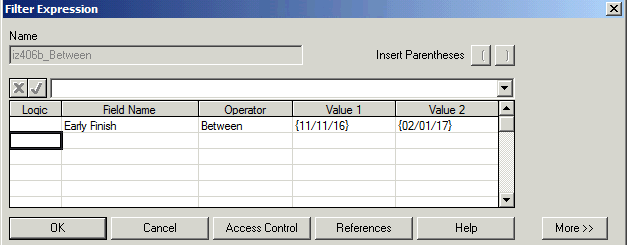 Filter Expression
Name
iz406b_Between
Insert Parentheses ( )
Logic Field Name Operator Value 1 Value 2
Early Finish Between {11/11/16} {02/01/17}
OK Cancel Access Control References Help More >>